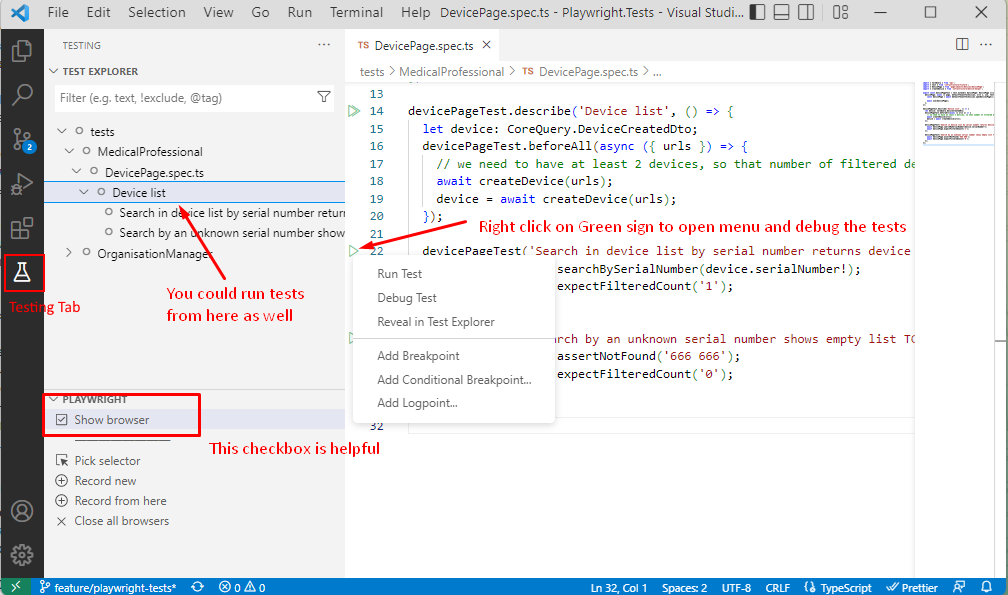 File Edit Selection View Go Run Terminal Help DevicePage.spec.ts - Playwright.Tests - Visual Studi...
TESTING ...
TEST EXPLORER
Filter (e.g. text, !exclude, @tag)
tests
MedicalProfessional
DevicePage.spec.ts
Device list
Search in device list by serial number return
Search by an unknown serial number show
OrganisationManager
2
Testing Tab
You could run tests
from here as well
PLAYWRIGHT
Show browser
This checkbox is helpful
Pick selector
Record new
Record from here
Close all browsers
TS DevicePage.spec.ts
tests > MedicalProfessional > TS DevicePage.spec.ts > ...
13
14 devicePageTest.describe('Device list', () => {
15 let device: CoreQuery.DeviceCreatedDto;
16 devicePageTest.beforeAll(async ({ urls }) => {
17 // we need to have at least 2 devices, so that number of filtered de
18 await createDevice(urls);
19 device = await createDevice(urls);
20 });
21
Right click on Green sign to open menu and debug the tests
22 devicePageTest('Search in device list by serial number returns device
searchBySerialNumber(device.serialNumber!);
expectFilteredCount('1');
arch by an unknown serial number shows empty list TC
assertNotFound('666 666');
expectFilteredCount('0');
32
Run Test
Debug Test
Reveal in Test Explorer
Add Breakpoint
Add Conditional Breakpoint...
Add Logpoint...
feature/playwright-tests* 0 0 Ln 32, Col 1 Spaces: 2 UTF-8 CRLF TypeScript Prettier